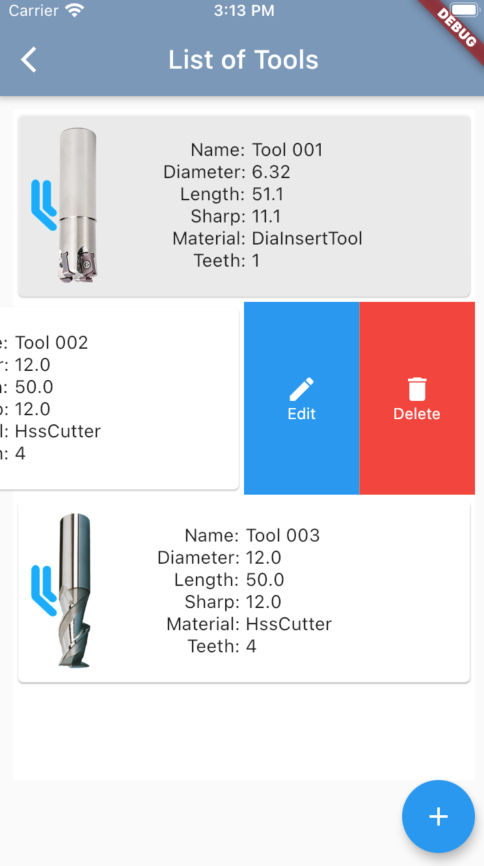 Carrier 3:13 PM
DEBUG
List of Tools
Name: Tool 001
Diameter: 6.32
Length: 51.1
Sharp: 11.1
Material: DiaInsertTool
Teeth: 1
: Tool 002
r: 12.0
: 50.0
: 12.0
l: HssCutter
: 4
Edit
Delete
Name: Tool 003
Diameter: 12.0
Length: 50.0
Sharp: 12.0
Material: HssCutter
Teeth: 4